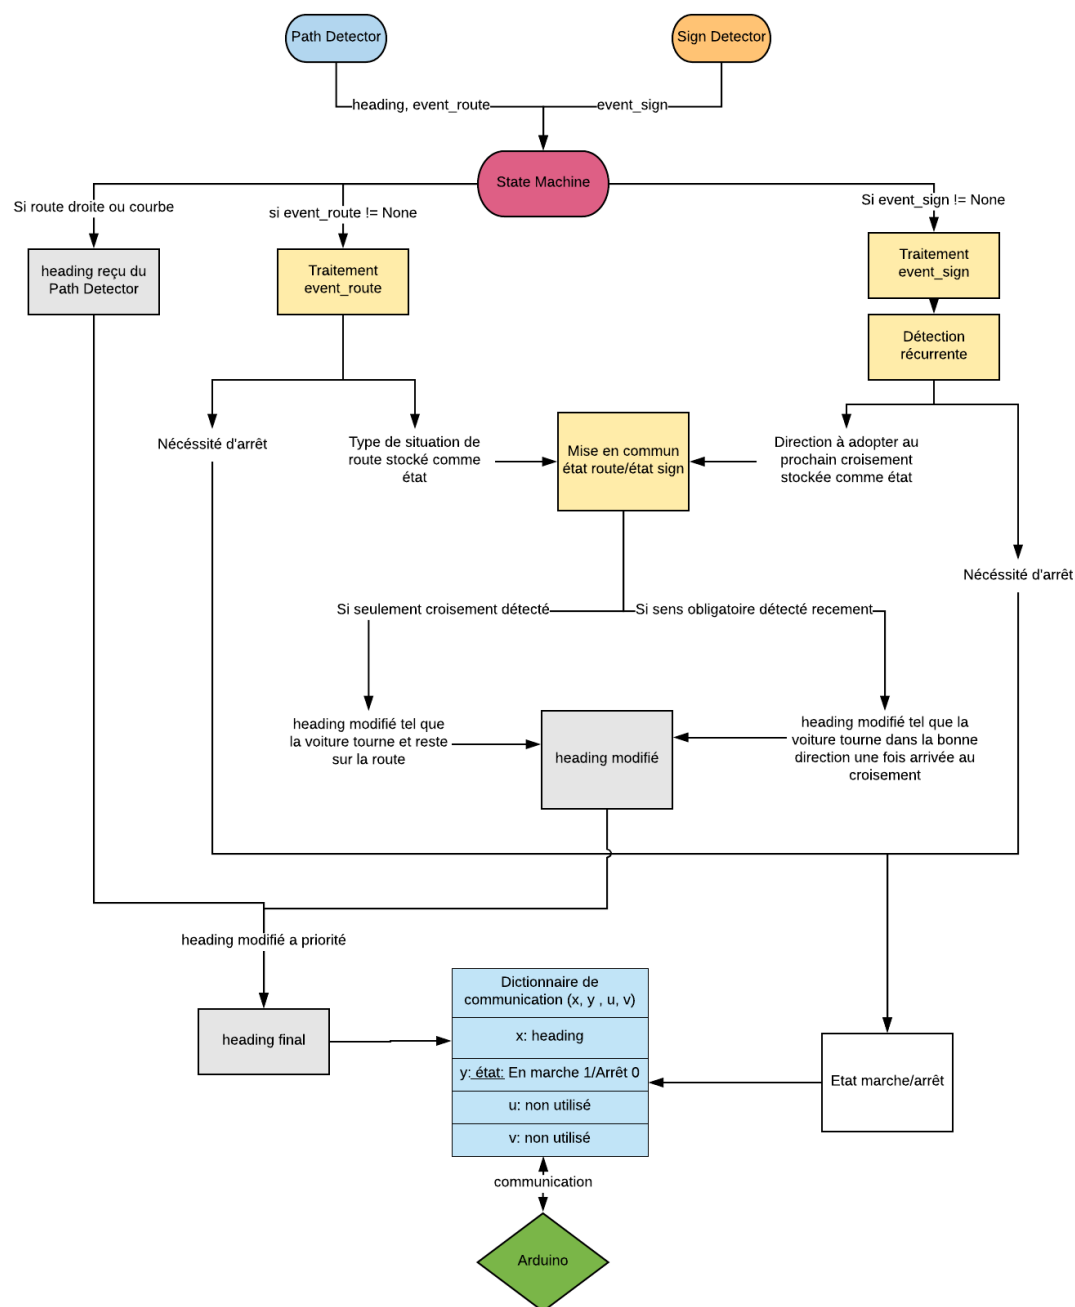 Path Detector
Sign Detector
heading, event_route
event_sign
State Machine
Si route droite ou courbe
si event_route != None
Si event_sign != None
heading reçu du
Path Detector
Traitement
event_route
Traitement
event_sign
Détection
récurrente
Nécéssité d'arrêt
Type de situation de
route stocké comme
état
Mise en commun
état route/état sign
Direction à adopter au
prochain croisement
stockée comme état
Nécéssité d'arrêt
Si seulement croisement détecté
Si sens obligatoire détecté recement
heading modifié tel que
la voiture tourne et reste
sur la route
heading modifié
heading modifié tel que la
voiture tourne dans la bonne
direction une fois arrivée au
croisement
heading modifié a priorité
heading final
Dictionnaire de
communication (x, y , u, v)
x: heading
y: état: En marche 1/Arrêt 0
u: non utilisé
v: non utilisé
Etat marche/arrêt
communication
Arduino